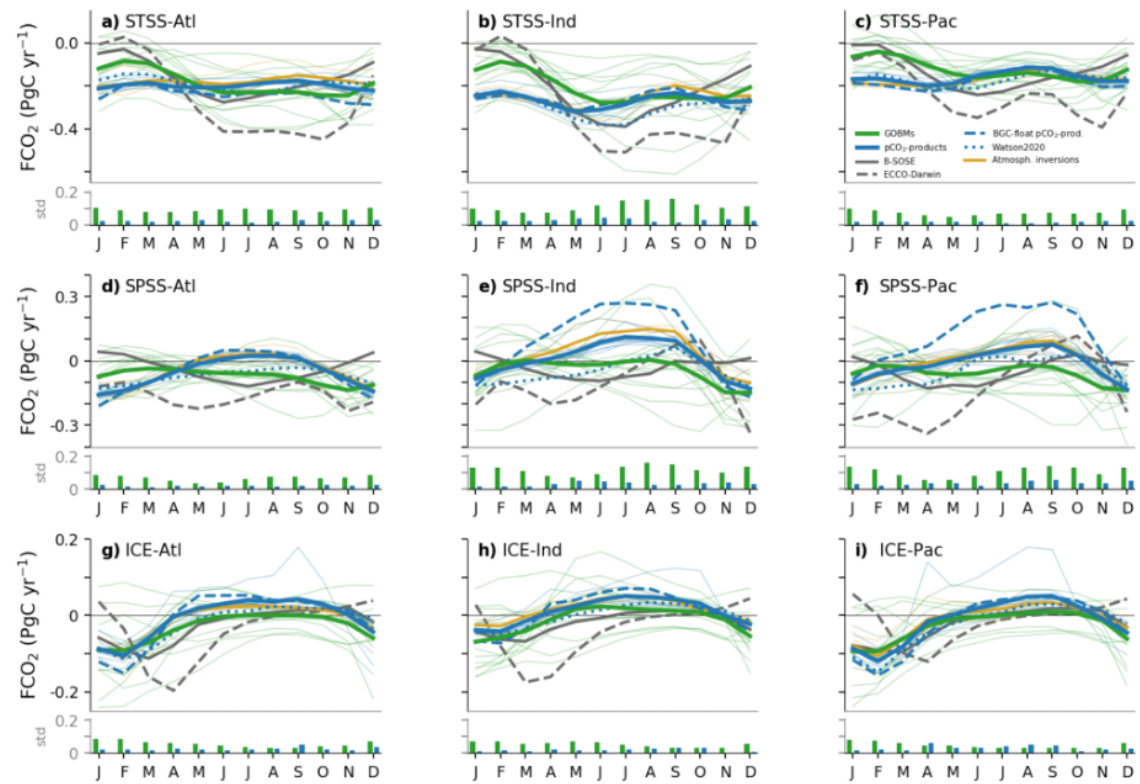 a) STSS-Atl
b) STSS-Ind
c) STSS-Pac
FCO₂ (PgC yr⁻¹)
0.0
-0.4
GOBMs
pCO₂-products
B-SOSE
ECCO-Darwin
BGC-float pCO₂-prod.
Watson2020
Atmosph. inversions
std
0.2
0
J F M A M J J A S O N D
J F M A M J J A S O N D
J F M A M J J A S O N D
d) SPSS-Atl
e) SPSS-Ind
f) SPSS-Pac
FCO₂ (PgC yr⁻¹)
0.3
0
-0.3
std
0.2
0
J F M A M J J A S O N D
J F M A M J J A S O N D
J F M A M J J A S O N D
g) ICE-Atl
h) ICE-Ind
i) ICE-Pac
FCO₂ (PgC yr⁻¹)
0.2
0
-0.2
std
0.2
0
J F M A M J J A S O N D
J F M A M J J A S O N D
J F M A M J J A S O N D